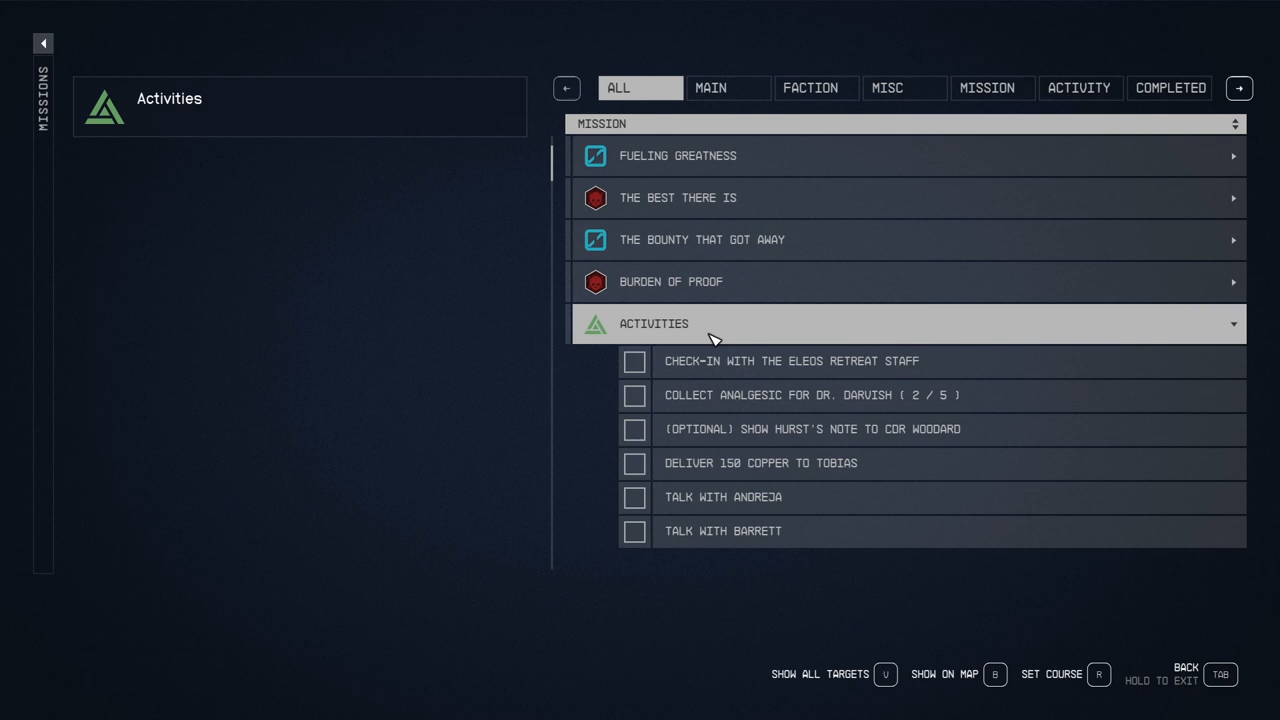 MISSIONS
Activities
ALL MAIN FACTION MISC MISSION ACTIVITY COMPLETED
MISSION
FUELING GREATNESS
THE BEST THERE IS
THE BOUNTY THAT GOT AWAY
BURDEN OF PROOF
ACTIVITIES
CHECK-IN WITH THE ELEOS RETREAT STAFF
COLLECT ANALGESIC FOR DR. DARVISH ( 2 / 5 )
(OPTIONAL) SHOW HURST'S NOTE TO CDR WOODARD
DELIVER 150 COPPER TO TOBIAS
TALK WITH ANDREJA
TALK WITH BARRETT
SHOW ALL TARGETS V SHOW ON MAP B SET COURSE R BACK TAB
HOLD TO EXIT